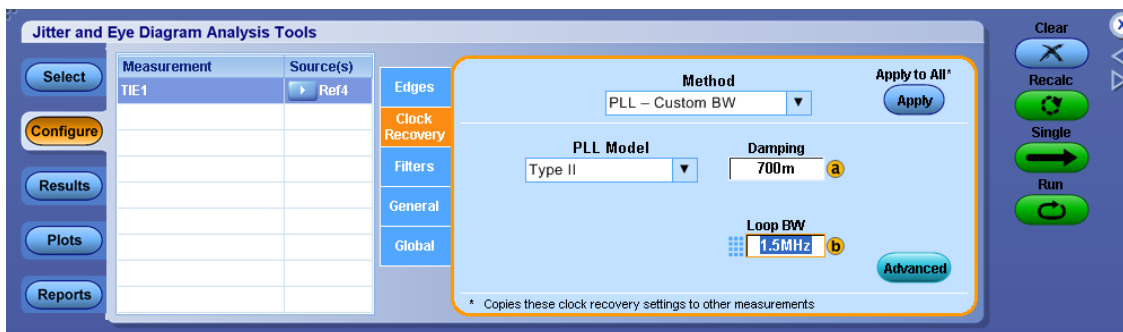 Jitter and Eye Diagram Analysis Tools
Select
Configure
Results
Plots
Reports
Measurement Source(s)
TIE1 Ref4
Edges
Clock
Recovery
Filters
General
Global
Method
PLL – Custom BW
Apply to All*
Apply
PLL Model
Type II
Damping
700m
a
Loop BW
1.5MHz
b
Advanced
* Copies these clock recovery settings to other measurements
Clear
Recalc
Single
Run